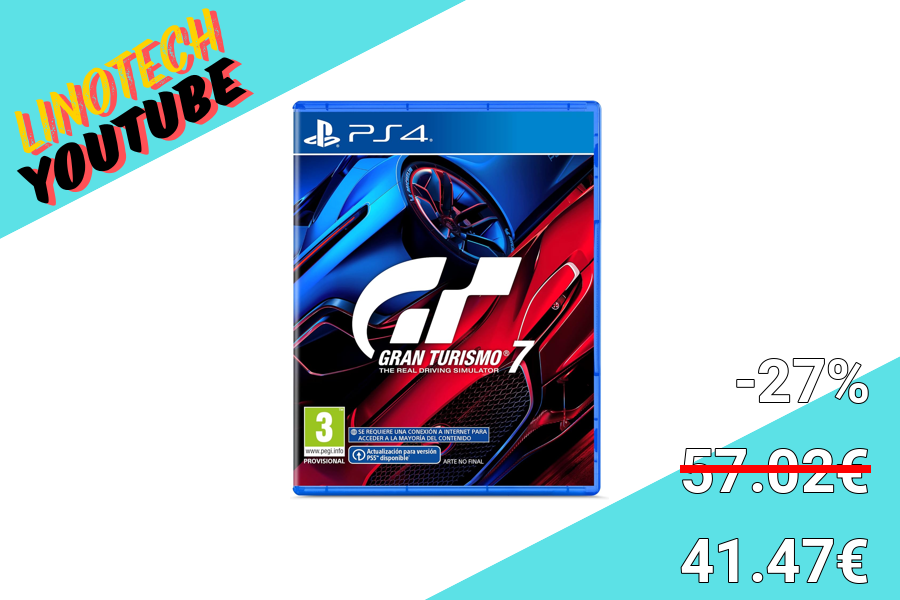 LINOTECH
YOUTUBE
PS4
GRAN TURISMO 7
THE REAL DRIVING SIMULATOR
3
www.pegi.info
PROVISIONAL
SE REQUIERE UNA CONEXIÓN A INTERNET PARA
ACCEDER A LA MAYORÍA DEL CONTENIDO
Actualización para versión
PS5 disponible
ARTE NO FINAL
-27%
57.02€
41.47€